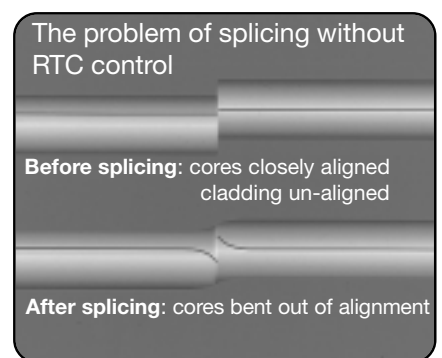 The problem of splicing without
RTC control
Before splicing: cores closely aligned
cladding un-aligned
After splicing: cores bent out of alignment